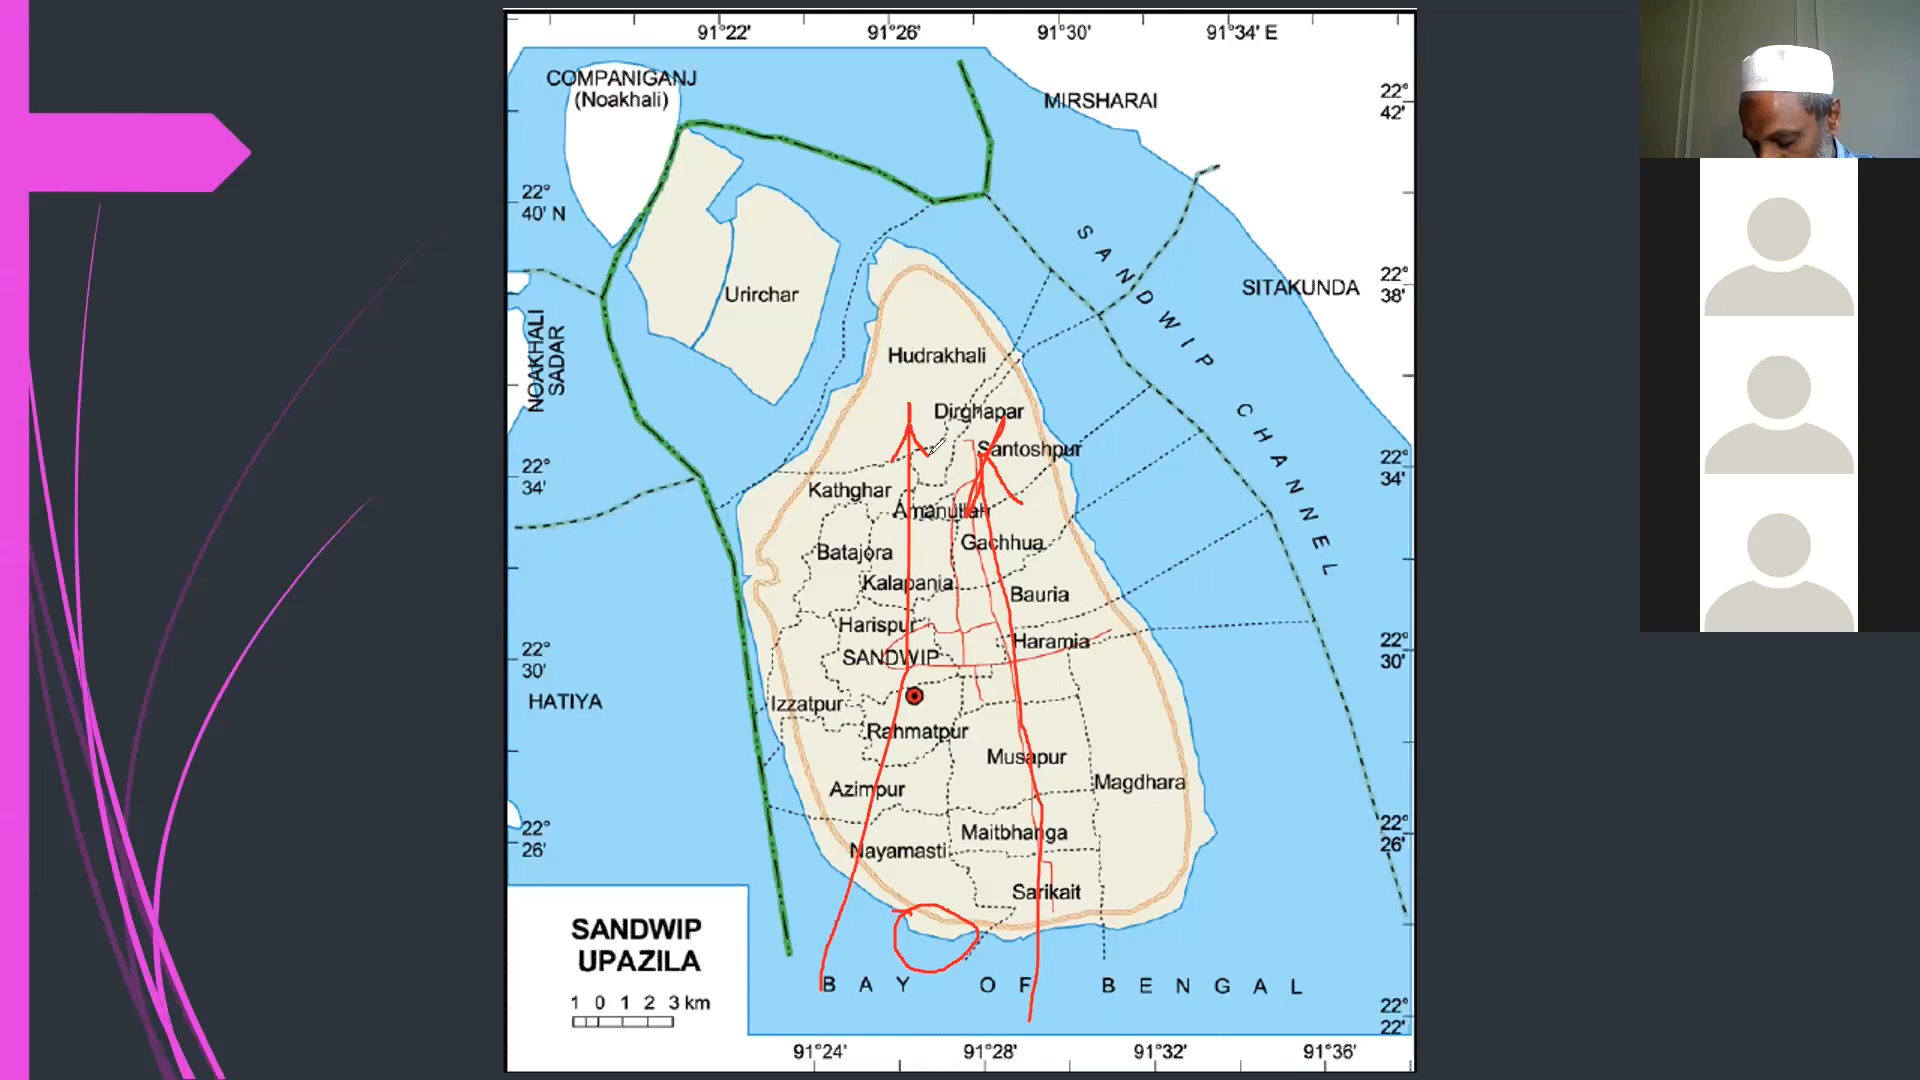 91°22'
91°26'
91°30'
91°34' E
COMPANIGANJ
(Noakhali)
MIRSHARAI
22°
42'
22°
40' N
SANDWIP CHANNEL
SITAKUNDA
22°
38'
Urirchar
NOAKHALI
SADAR
Hudrakhali
Dirghapar
Santoshpur
22°
34'
22°
34'
Kathghar
Amanullah
Gachhua
Batajora
Kalapania
Bauria
Harispur
Haramia
22°
30'
SANDWIP
22°
30'
HATIYA
Izzatpur
Rahmatpur
Musapur
Magdhara
Azimpur
22°
26'
Maitbhanga
22°
26'
Nayamasti
Sarikait
SANDWIP
UPAZILA
BAY OF BENGAL
1 0 1 2 3 km
22°
22'
91°24'
91°28'
91°32'
91°36'